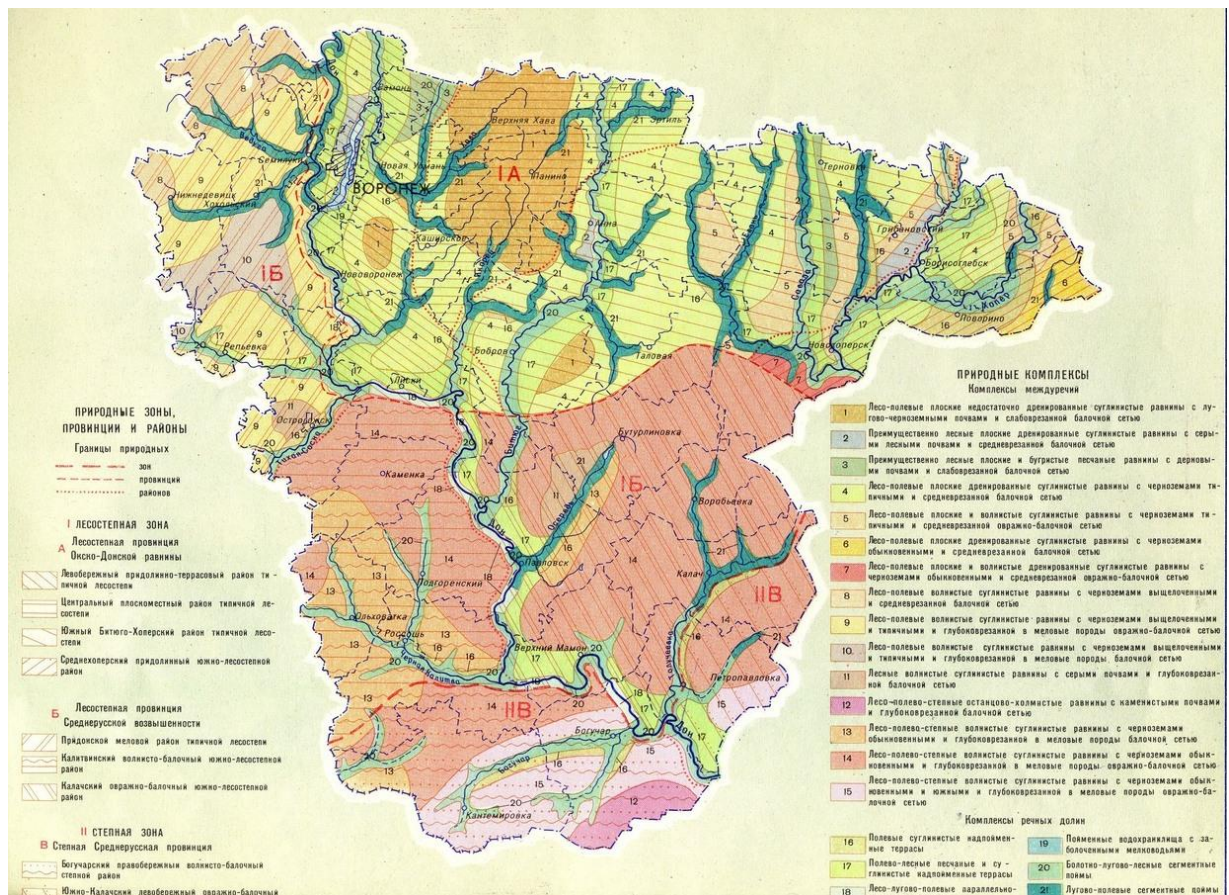 ПРИРОДНЫЕ ЗОНЫ,
ПРОВИНЦИИ И РАЙОНЫ
Границы природных
зон
провинций
районов
I ЛЕСОСТЕПНАЯ ЗОНА
А Лесостепная провинция
Окско-Донской равнины
Левобережный придолинно-террасовый район ти-
пичной лесостепи
Центральный плоскоместный район типичной ле-
состепи
Южный Битюго-Хоперский район типичной лесо-
степи
Среднехоперский придолинный южно-лесостепной
район
Б Лесостепная провинция
Среднерусской возвышенности
Придонской меловой район типичной лесостепи
Калитвинский волнисто-балочный южно-лесостепной
район
Калачский овражно-балочный южно-лесостепной
район
II СТЕПНАЯ ЗОНА
В Степная Среднерусская провинция
Богучарский правобережный волнисто-балочный
степной район
Южно-Калачский левобережный овражно-балочный
Рамонь
Верхняя Хава
Эртиль
Семилуки
Новая Усмань
ВОРОНЕЖ
IА
Панино
Терновка
Нижнедевицк
Хохольский
Каширское
Анна
Грибановский
Борисоглебск
IБ
Нововоронеж
Хопер
Поворино
Репьевка
Бобров
Таловая
Новохоперск
Лиски
Острогожск
Тихая Сосна
Битюг
Бутурлиновка
Каменка
IБ
Воробьевка
Дон
Осередь
Павловск
Калач
IIВ
Подгоренский
Ольховатка
Россошь
Черная Калитва
Верхний Мамон
Петропавловка
IIВ
Богучар
Дон
Богучар
Кантемировка
ПРИРОДНЫЕ КОМПЛЕКСЫ
Комплексы междуречий
1 Лесо-полевые плоские недостаточно дренированные суглинистые равнины с лу-
гово-черноземными почвами и слабоврезанной балочной сетью
2 Преимущественно лесные плоские дренированные суглинистые равнины с серы-
ми лесными почвами и средневрезанной балочной сетью
3 Преимущественно лесные плоские и бугристые песчаные равнины с дерновы-
ми почвами и слабоврезанной балочной сетью
4 Лесо-полевые плоские дренированные суглинистые равнины с черноземами ти-
пичными и средневрезанной балочной сетью
5 Лесо-полевые плоские и волнистые суглинистые равнины с черноземами ти-
пичными и средневрезанной овражно-балочной сетью
6 Лесо-полевые плоские дренированные суглинистые равнины с черноземами
обыкновенными и средневрезанной балочной сетью
7 Лесо-полевые плоские и волнистые дренированные суглинистые равнины с
черноземами обыкновенными и средневрезанной овражно-балочной сетью
8 Лесо-полевые волнистые суглинистые равнины с черноземами выщелоченными
и средневрезанной балочной сетью
9 Лесо-полевые волнистые суглинистые равнины с черноземами выщелоченными
и типичными и глубоковрезанной в меловые породы овражно-балочной сетью
10 Лесо-полевые волнистые суглинистые равнины с черноземами выщелоченными
и типичными и глубоковрезанной в меловые породы балочной сетью
11 Лесные волнистые суглинистые равнины с серыми почвами и глубоковрезан-
ной балочной сетью
12 Лесо-полево-степные останцово-холмистые равнины с каменистыми почвами
и глубоковрезанной балочной сетью
13 Лесо-полево-степные волнистые суглинистые равнины с черноземами
обыкновенными и глубоковрезанной в меловые породы балочной сетью
14 Лесо-полево-степные волнистые суглинистые равнины с черноземами обык-
новенными и глубоковрезанной в меловые породы овражно-балочной сетью
15 Лесо-полево-степные волнистые суглинистые равнины с черноземами обык-
новенными и южными и глубоковрезанной в меловые породы овражно-ба-
лочной сетью
Комплексы речных долин
16 Полевые суглинистые надпоймен-
ные террасы
17 Полево-лесные песчаные и су-
глинистые надпойменные террасы
18 Лесо-лугово-полевые параллельно-
19 Пойменные водохранилища с за-
болоченными мелководьями
20 Болотно-лугово-лесные сегментные
поймы
21 Лугово-полевые сегментные поймы